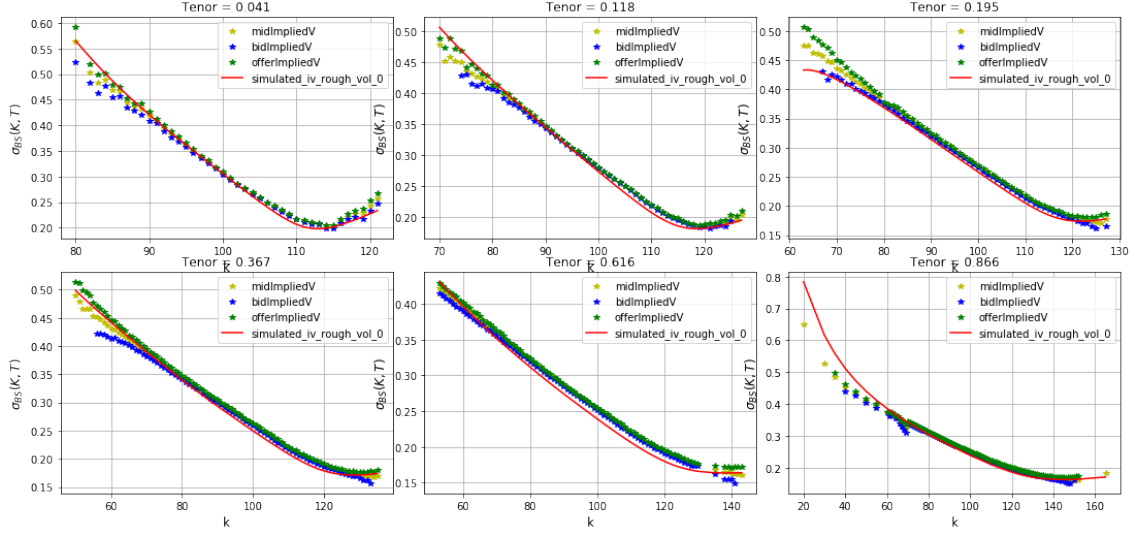 Tenor = 0.041
σBS(K, T)
0.60
0.55
0.50
0.45
0.40
0.35
0.30
0.25
0.20
80
90
100
110
120
k
midImpliedV
bidImpliedV
offerImpliedV
simulated_iv_rough_vol_0
Tenor = 0.118
σBS(K, T)
0.50
0.45
0.40
0.35
0.30
0.25
0.20
60
70
80
90
100
110
120
k
midImpliedV
bidImpliedV
offerImpliedV
simulated_iv_rough_vol_0
Tenor = 0.195
σBS(K, T)
0.50
0.45
0.40
0.35
0.30
0.25
0.20
0.15
60
70
80
90
100
110
120
130
k
midImpliedV
bidImpliedV
offerImpliedV
simulated_iv_rough_vol_0
Tenor = 0.367
σBS(K, T)
0.50
0.45
0.40
0.35
0.30
0.25
0.20
0.15
60
80
100
120
k
midImpliedV
bidImpliedV
offerImpliedV
simulated_iv_rough_vol_0
Tenor = 0.616
σBS(K, T)
0.40
0.35
0.30
0.25
0.20
0.15
60
80
100
120
140
k
midImpliedV
bidImpliedV
offerImpliedV
simulated_iv_rough_vol_0
Tenor = 0.866
σBS(K, T)
0.8
0.7
0.6
0.5
0.4
0.3
0.2
20
40
60
80
100
120
140
160
k
midImpliedV
bidImpliedV
offerImpliedV
simulated_iv_rough_vol_0